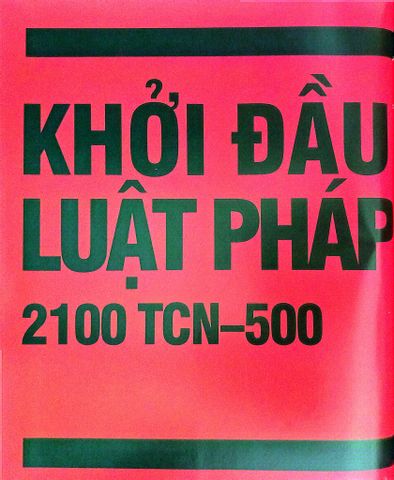 KHỞI ĐẦU
LUẬT PHÁP
2100 TCN–500